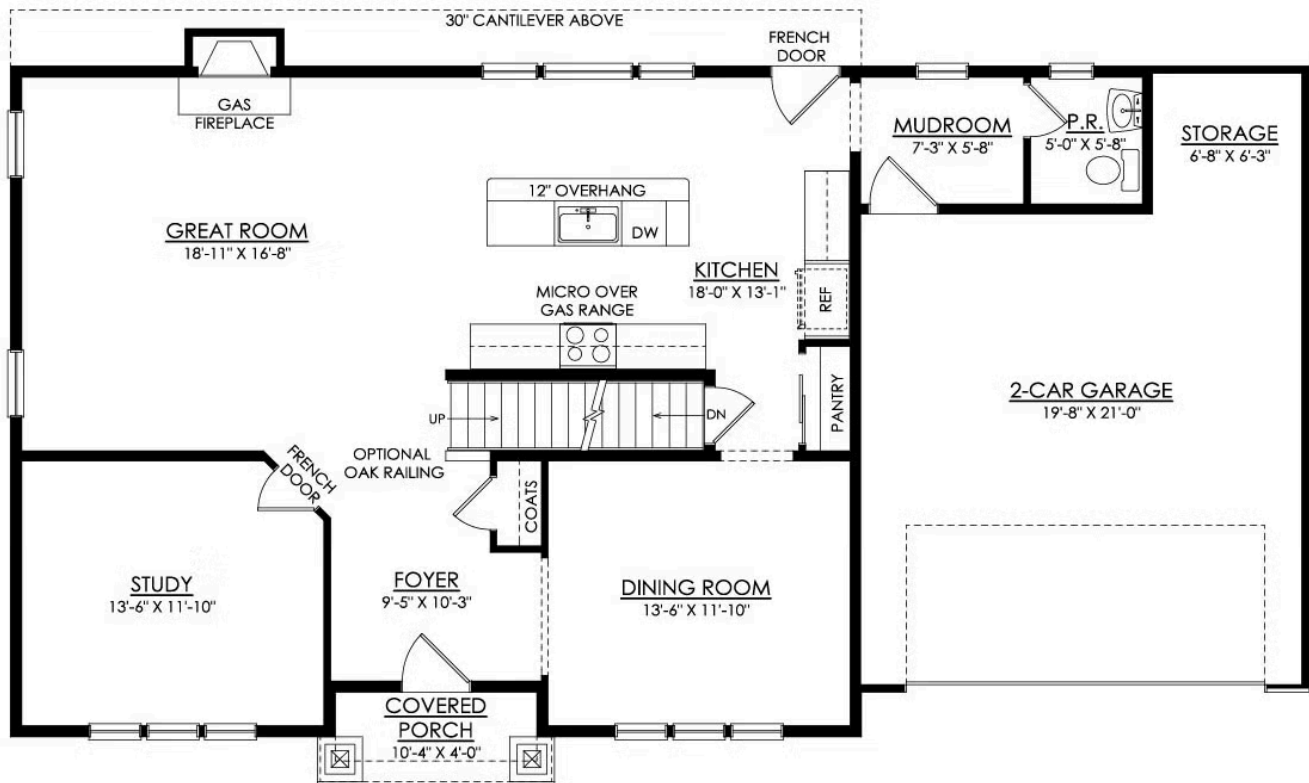 30" CANTILEVER ABOVE
FRENCH
DOOR
GAS
FIREPLACE
MUDROOM
7'-3" X 5'-8"
P.R.
5'-0" X 5'-8"
STORAGE
6'-8" X 6'-3"
12" OVERHANG
DW
GREAT ROOM
18'-11" X 16'-8"
KITCHEN
18'-0" X 13'-1"
REF
MICRO OVER
GAS RANGE
PANTRY
2-CAR GARAGE
19'-8" X 21'-0"
UP
DN
OPTIONAL
OAK RAILING
FRENCH
DOOR
COATS
STUDY
13'-6" X 11'-10"
FOYER
9'-5" X 10'-3"
DINING ROOM
13'-6" X 11'-10"
COVERED
PORCH
10'-4" X 4'-0"